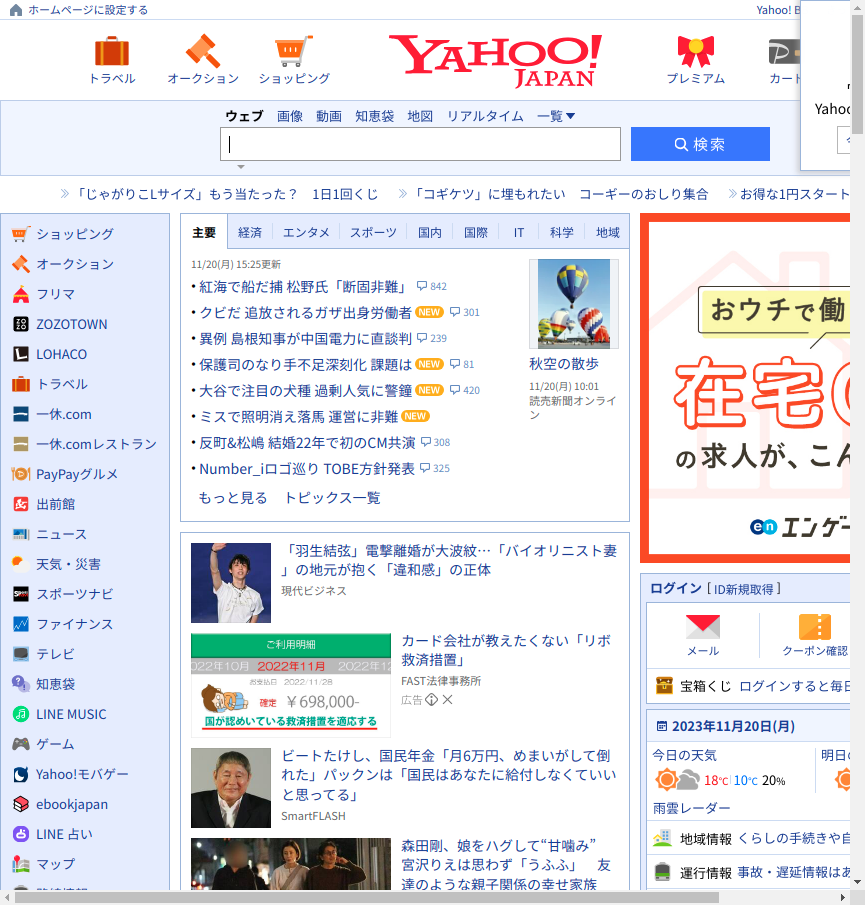 ホームページに設定する
Yahoo! B
トラベル
オークション
ショッピング
YAHOO!
JAPAN
プレミアム
カード
Yahoo
ウェブ 画像 動画 知恵袋 地図 リアルタイム 一覧
検索
「じゃがりこLサイズ」もう当たった？ 1日1回くじ
「コギケツ」に埋もれたい コーギーのおしり集合
お得な1円スタート
ショッピング
オークション
フリマ
ZOZOTOWN
LOHACO
トラベル
一休.com
一休.comレストラン
PayPayグルメ
出前館
ニュース
天気・災害
スポーツナビ
ファイナンス
テレビ
知恵袋
LINE MUSIC
ゲーム
Yahoo!モバゲー
ebookjapan
LINE 占い
マップ
主要 経済 エンタメ スポーツ 国内 国際 IT 科学 地域
11/20(月) 15:25更新
紅海で船だ捕 松野氏「断固非難」 842
クビだ 追放されるガザ出身労働者 NEW 301
異例 島根知事が中国電力に直談判 239
保護司のなり手不足深刻化 課題は NEW 81
大谷で注目の犬種 過剰人気に警鐘 NEW 420
ミスで照明消え落馬 運営に非難 NEW
反町&松嶋 結婚22年で初のCM共演 308
Number_iロゴ巡り TOBE方針発表 325
もっと見る トピックス一覧
秋空の散歩
11/20(月) 10:01
読売新聞オンライ
ン
「羽生結弦」電撃離婚が大波紋…「バイオリニスト妻
」の地元が抱く「違和感」の正体
現代ビジネス
ご利用明細
022年10月 2022年11月 2022年12
お支払日 2022/11/28
確定 ￥698,000-
国が認めいている救済措置を適応する
カード会社が教えたくない「リボ
救済措置」
FAST法律事務所
広告
ビートたけし、国民年金「月6万円、めまいがして倒
れた」パックンは「国民はあなたに給付しなくていい
と思ってる」
SmartFLASH
森田剛、娘をハグして“甘噛み”
宮沢りえは思わず「うふふ」 友
達のような親子関係の幸せ家族
おウチで働
在宅
の求人が、こん
en エンゲー
ログイン [ ID新規取得 ]
メール
クーポン確認
宝箱くじ ログインすると毎日
2023年11月20日(月)
今日の天気
明日の
18℃ 10℃ 20%
雨雲レーダー
地域情報 くらしの手続きや自
運行情報 事故・遅延情報はあ